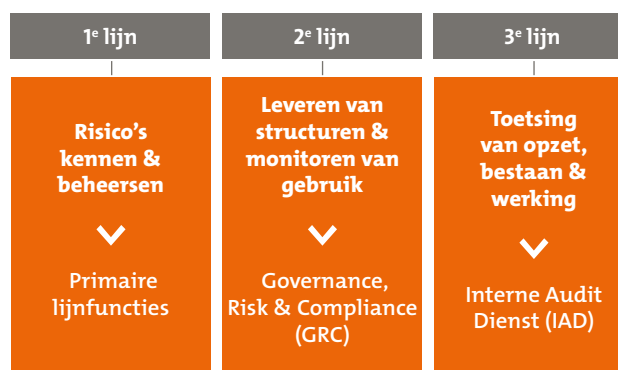 1e lijn
Risico's
kennen &
beheersen
Primaire
lijnfuncties
2e lijn
Leveren van
structuren &
monitoren van
gebruik
Governance,
Risk & Compliance
(GRC)
3e lijn
Toetsing
van opzet,
bestaan &
werking
Interne Audit
Dienst (IAD)